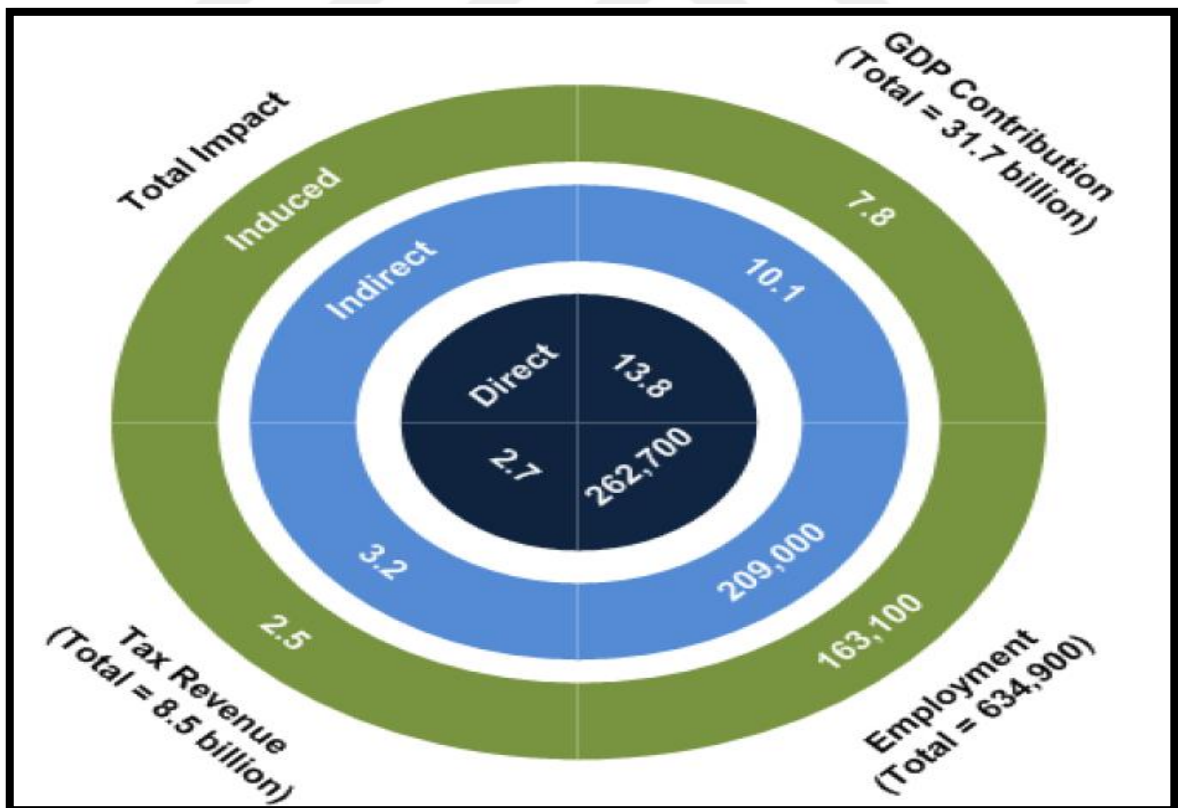 Total Impact
GDP Contribution
(Total = 31.7 billion)
Induced
7.8
Indirect
10.1
Direct
13.8
2.7
262,700
3.2
209,000
2.5
163,100
Tax Revenue
(Total = 8.5 billion)
Employment
(Total = 634,900)